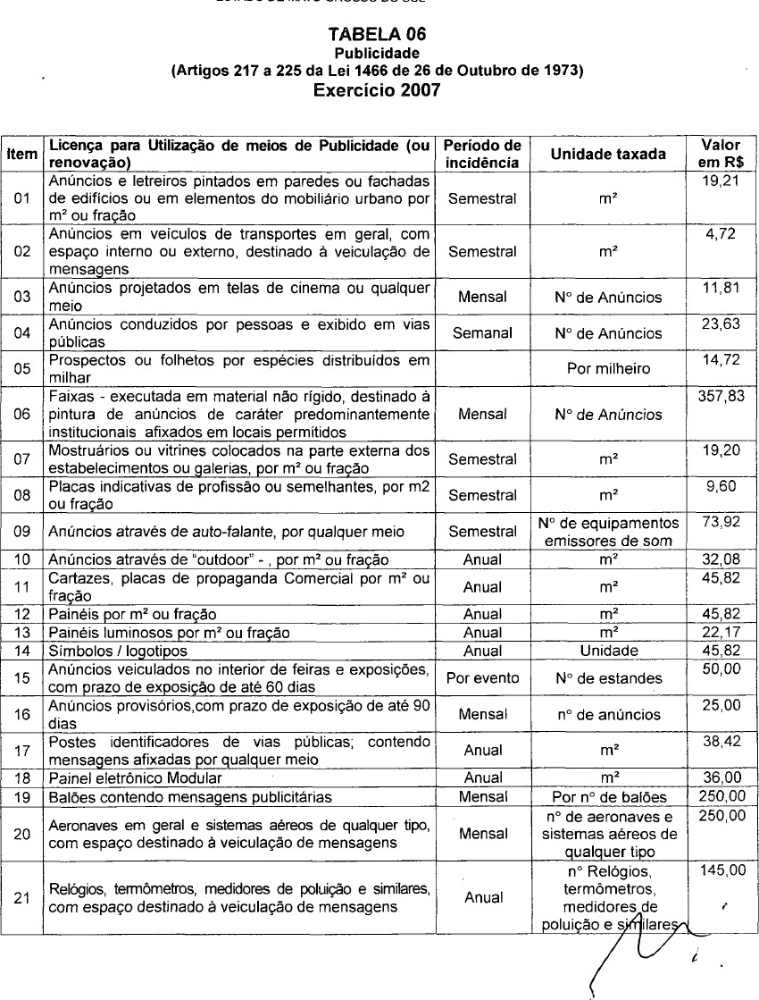 ESTADO DE MATO GROSSO DO SUL
TABELA 06
Publicidade
(Artigos 217 a 225 da Lei 1466 de 26 de Outubro de 1973)
Exercício 2007
Item
Licença para Utilização de meios de Publicidade (ou
renovação)
Período de
incidência
Unidade taxada
Valor
em R$
01
Anúncios e letreiros pintados em paredes ou fachadas
de edifícios ou em elementos do mobiliário urbano por
m² ou fração
Semestral
m²
19,21
02
Anúncios em veículos de transportes em geral, com
espaço interno ou externo, destinado à veiculação de
mensagens
Semestral
m²
4,72
03
Anúncios projetados em telas de cinema ou qualquer
meio
Mensal
N° de Anúncios
11,81
04
Anúncios conduzidos por pessoas e exibido em vias
públicas
Semanal
N° de Anúncios
23,63
05
Prospectos ou folhetos por espécies distribuídos em
milhar
Por milheiro
14,72
06
Faixas - executada em material não rígido, destinado à
pintura de anúncios de caráter predominantemente
institucionais afixados em locais permitidos
Mensal
N° de Anúncios
357,83
07
Mostruários ou vitrines colocados na parte externa dos
estabelecimentos ou galerias, por m² ou fração
Semestral
m²
19,20
08
Placas indicativas de profissão ou semelhantes, por m2
ou fração
Semestral
m²
9,60
09
Anúncios através de auto-falante, por qualquer meio
Semestral
N° de equipamentos
emissores de som
73,92
10
Anúncios através de “outdoor” - , por m² ou fração
Anual
m²
32,08
11
Cartazes, placas de propaganda Comercial por m² ou
fração
Anual
m²
45,82
12
Painéis por m² ou fração
Anual
m²
45,82
13
Painéis luminosos por m² ou fração
Anual
m²
22,17
14
Símbolos / logotipos
Anual
Unidade
45,82
15
Anúncios veiculados no interior de feiras e exposições,
com prazo de exposição de até 60 dias
Por evento
N° de estandes
50,00
16
Anúncios provisórios,com prazo de exposição de até 90
dias
Mensal
n° de anúncios
25,00
17
Postes identificadores de vias públicas; contendo
mensagens afixadas por qualquer meio
Anual
m²
38,42
18
Painel eletrônico Modular
Anual
m²
36,00
19
Balões contendo mensagens publicitárias
Mensal
Por n° de balões
250,00
20
Aeronaves em geral e sistemas aéreos de qualquer tipo,
com espaço destinado à veiculação de mensagens
Mensal
n° de aeronaves e
sistemas aéreos de
qualquer tipo
250,00
21
Relógios, termômetros, medidores de poluição e similares,
com espaço destinado à veiculação de mensagens
Anual
n° Relógios,
termômetros,
medidores de
poluição e similares
145,00